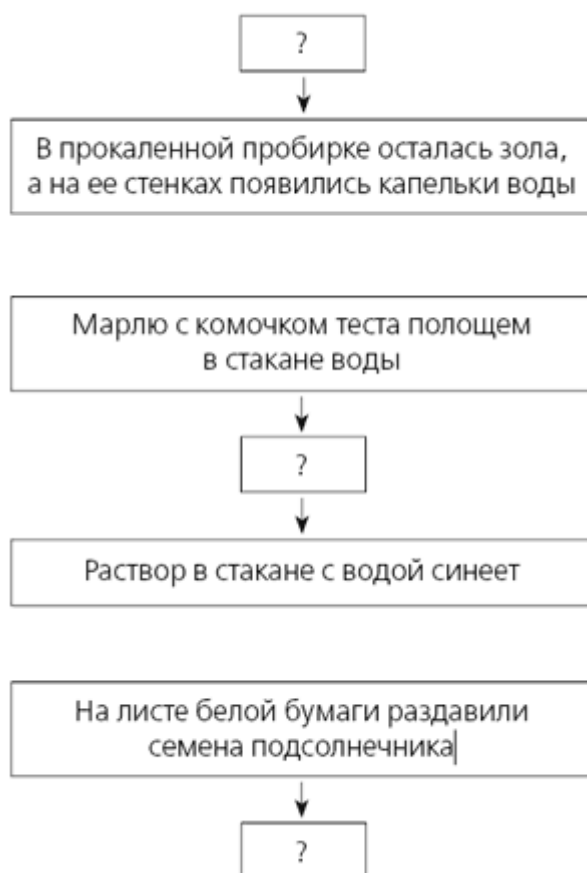 ?
В прокаленной пробирке осталась зола,
а на ее стенках появились капельки воды
Марлю с комочком теста полощем
в стакане воды
?
Раствор в стакане с водой синеет
На листе белой бумаги раздавили
семена подсолнечника
?